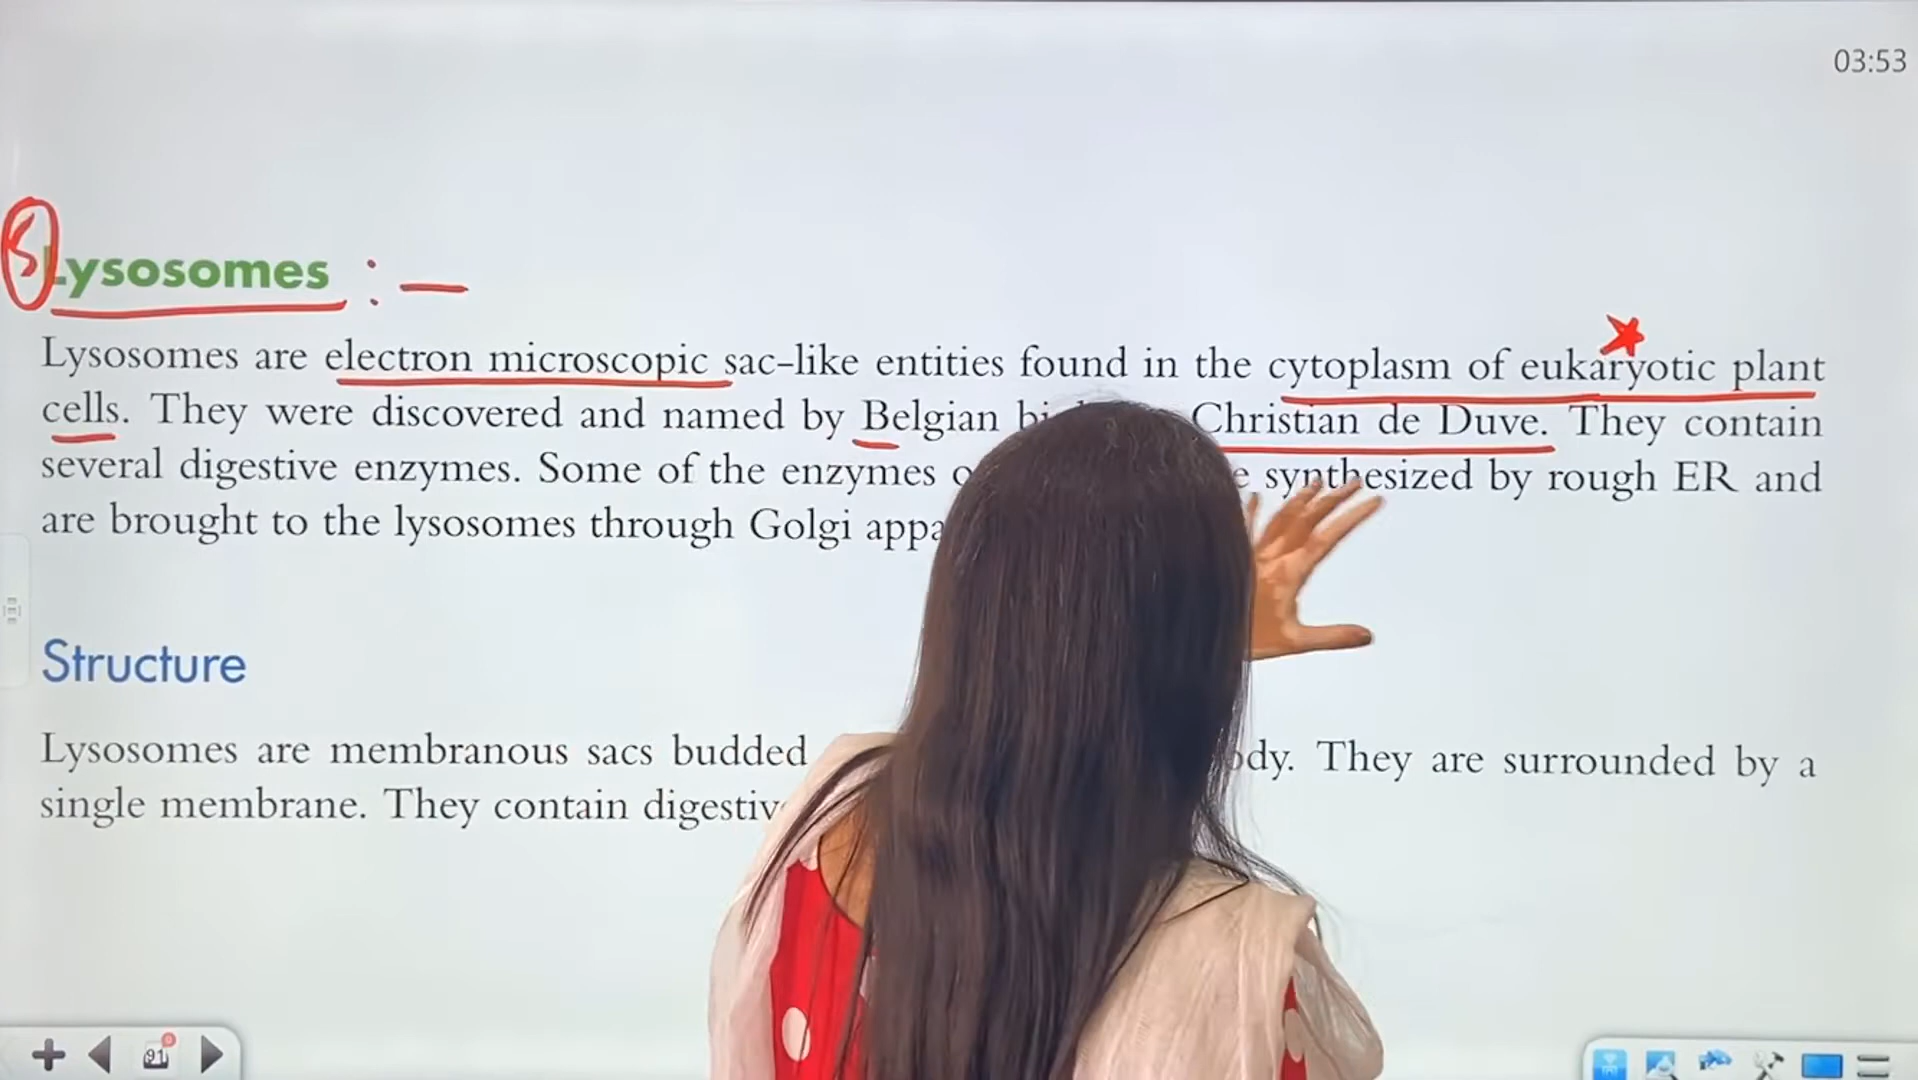 03:53
5
Lysosomes :—
Lysosomes are electron microscopic sac-like entities found in the cytoplasm of eukaryotic plant
cells. They were discovered and named by Belgian Christian de Duve. They contain
several digestive enzymes. Some of the enzymes synthesized by rough ER and
are brought to the lysosomes through Golgi
Structure
Lysosomes are membranous sacs budded They are surrounded by a
single membrane. They contain
91